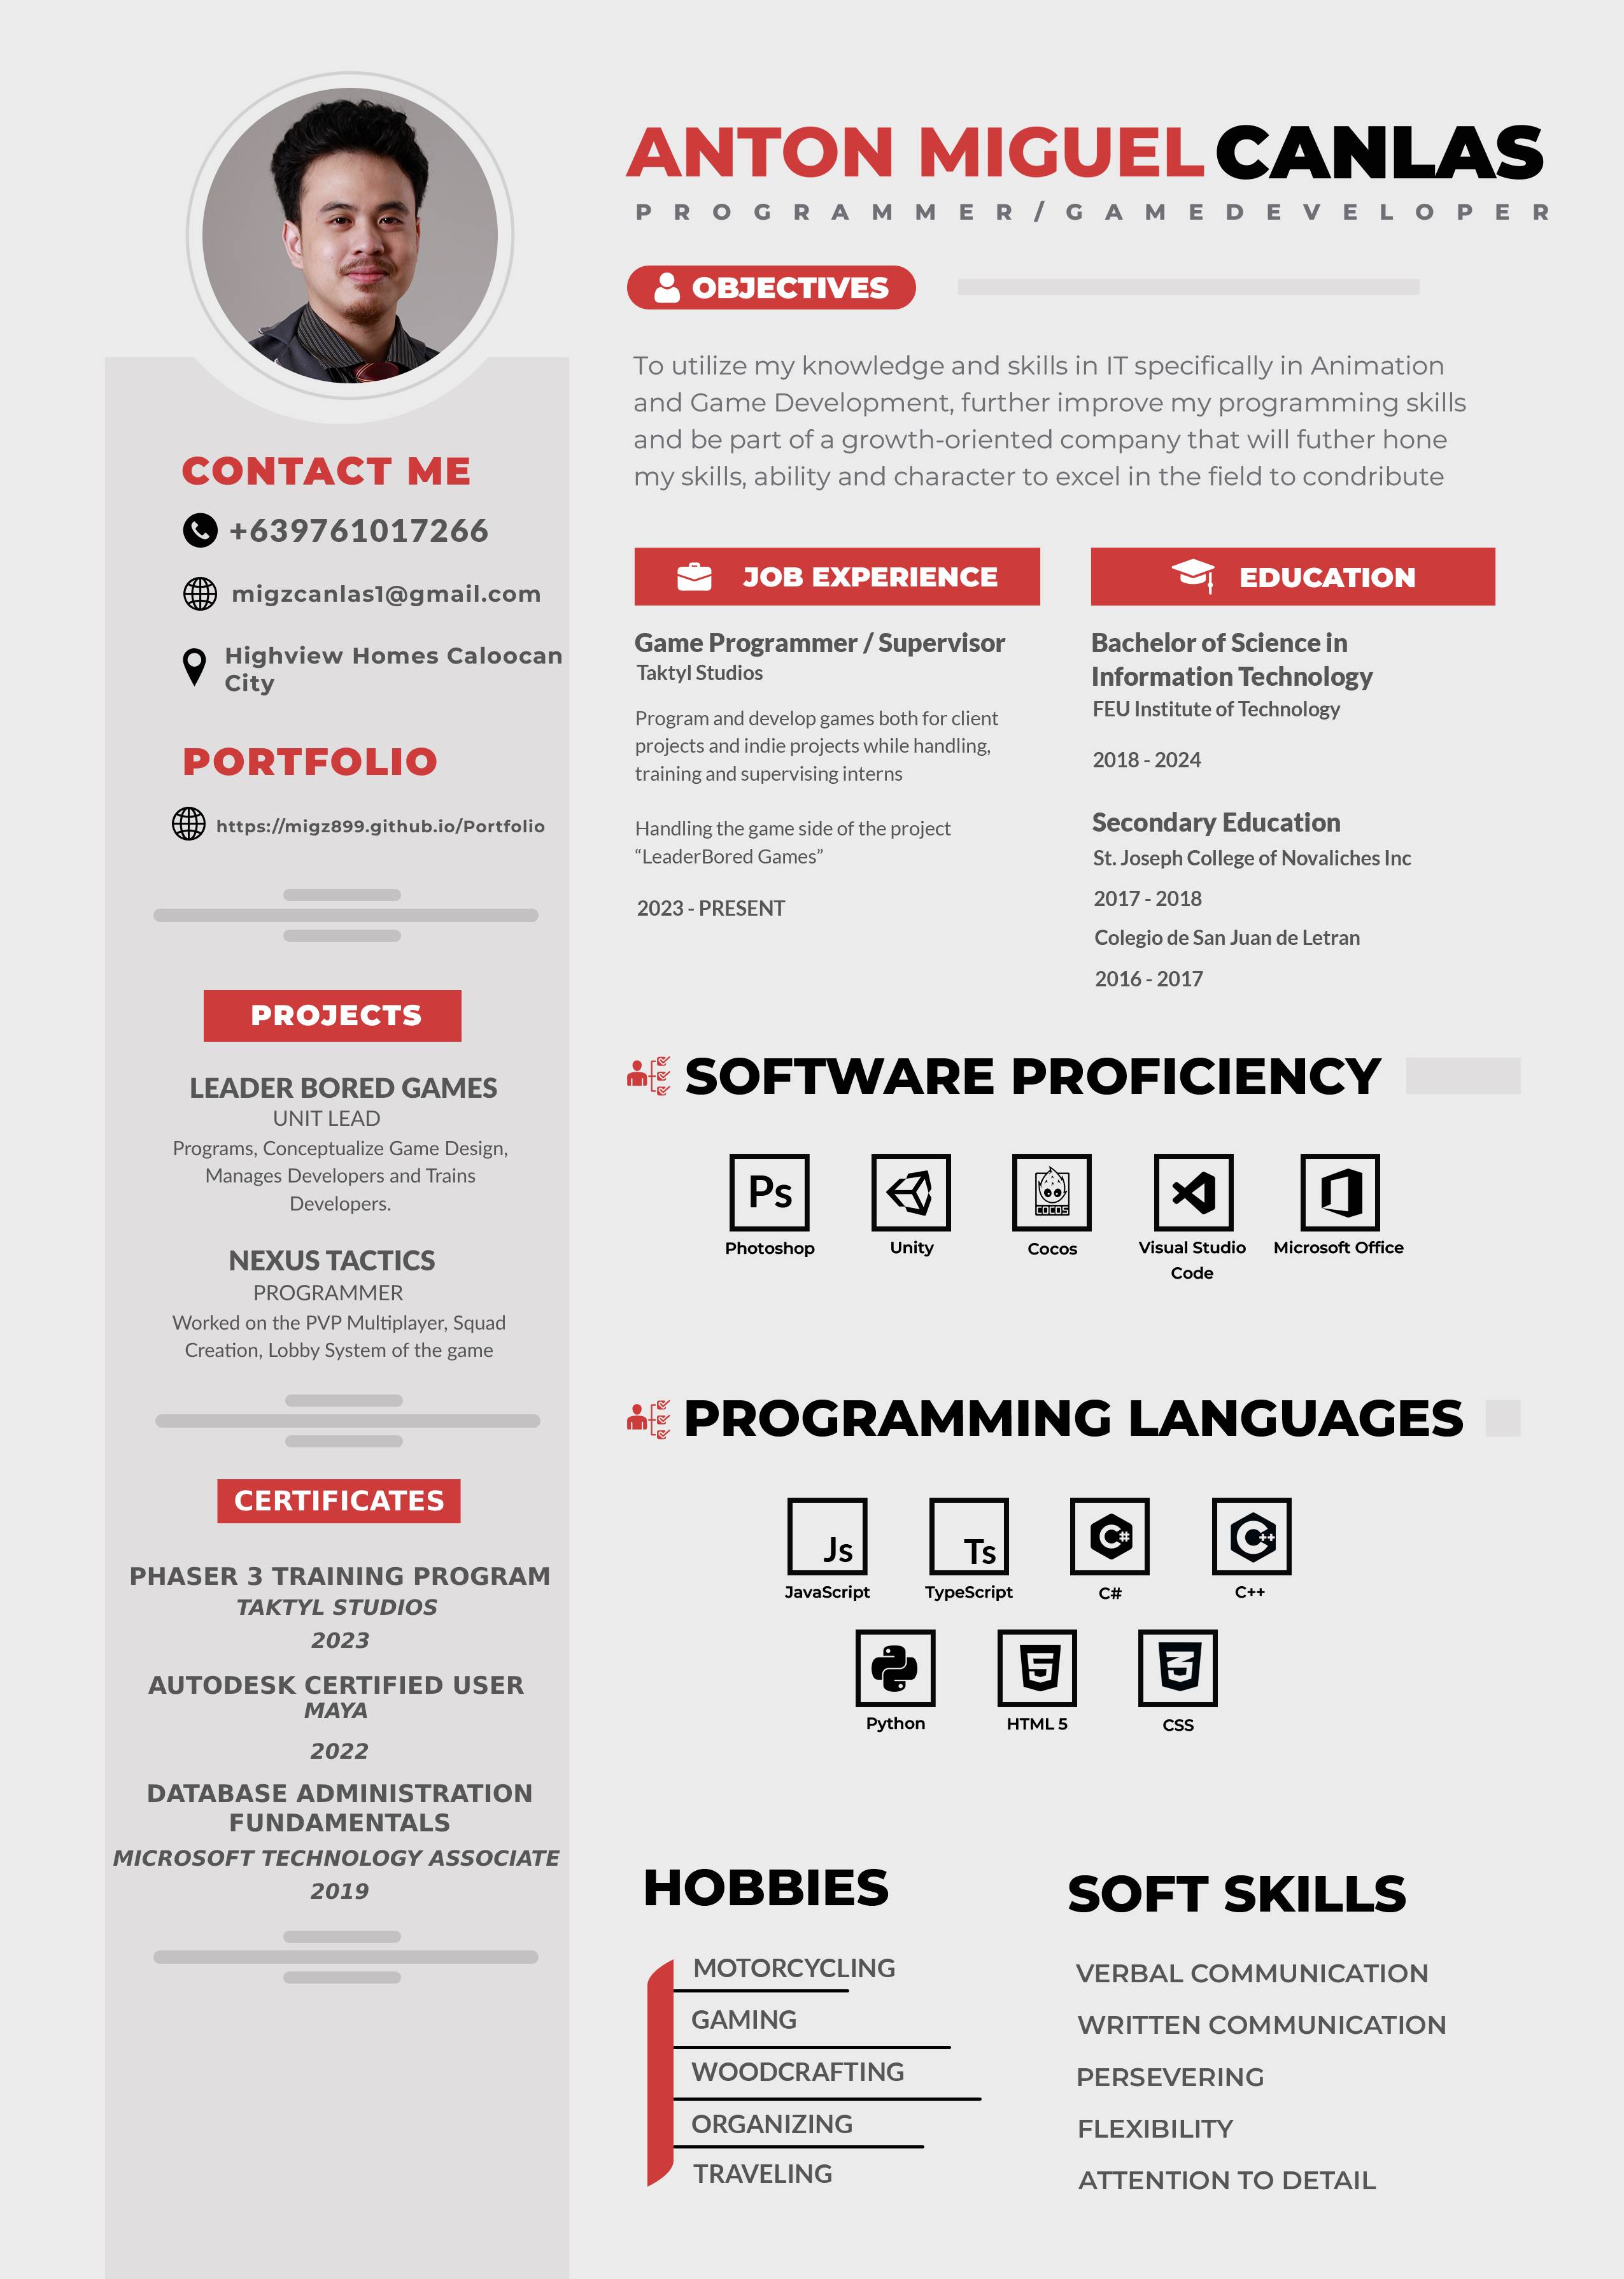 ANTON MIGUEL CANLAS
PROGRAMMER/GAMEDEVELOPER
OBJECTIVES
To utilize my knowledge and skills in IT specifically in Animation
and Game Development, further improve my programming skills
and be part of a growth-oriented company that will futher hone
my skills, ability and character to excel in the field to condribute
CONTACT ME
+639761017266
migzcanlas1@gmail.com
Highview Homes Caloocan
City
PORTFOLIO
https://migz899.github.io/Portfolio
PROJECTS
LEADER BORED GAMES
UNIT LEAD
Programs, Conceptualize Game Design,
Manages Developers and Trains
Developers.
NEXUS TACTICS
PROGRAMMER
Worked on the PVP Multiplayer, Squad
Creation, Lobby System of the game
CERTIFICATES
PHASER 3 TRAINING PROGRAM
TAKTYL STUDIOS
2023
AUTODESK CERTIFIED USER
MAYA
2022
DATABASE ADMINISTRATION
FUNDAMENTALS
MICROSOFT TECHNOLOGY ASSOCIATE
2019
JOB EXPERIENCE
Game Programmer / Supervisor
Taktyl Studios
Program and develop games both for client
projects and indie projects while handling,
training and supervising interns
Handling the game side of the project
“LeaderBored Games”
2023 - PRESENT
EDUCATION
Bachelor of Science in
Information Technology
FEU Institute of Technology
2018 - 2024
Secondary Education
St. Joseph College of Novaliches Inc
2017 - 2018
Colegio de San Juan de Letran
2016 - 2017
SOFTWARE PROFICIENCY
Ps
COCOS
Photoshop
Unity
Cocos
Visual Studio
Code
Microsoft Office
PROGRAMMING LANGUAGES
Js
Ts
C#
C++
JavaScript
TypeScript
C#
C++
5
3
Python
HTML 5
CSS
HOBBIES
MOTORCYCLING
GAMING
WOODCRAFTING
ORGANIZING
TRAVELING
SOFT SKILLS
VERBAL COMMUNICATION
WRITTEN COMMUNICATION
PERSEVERING
FLEXIBILITY
ATTENTION TO DETAIL